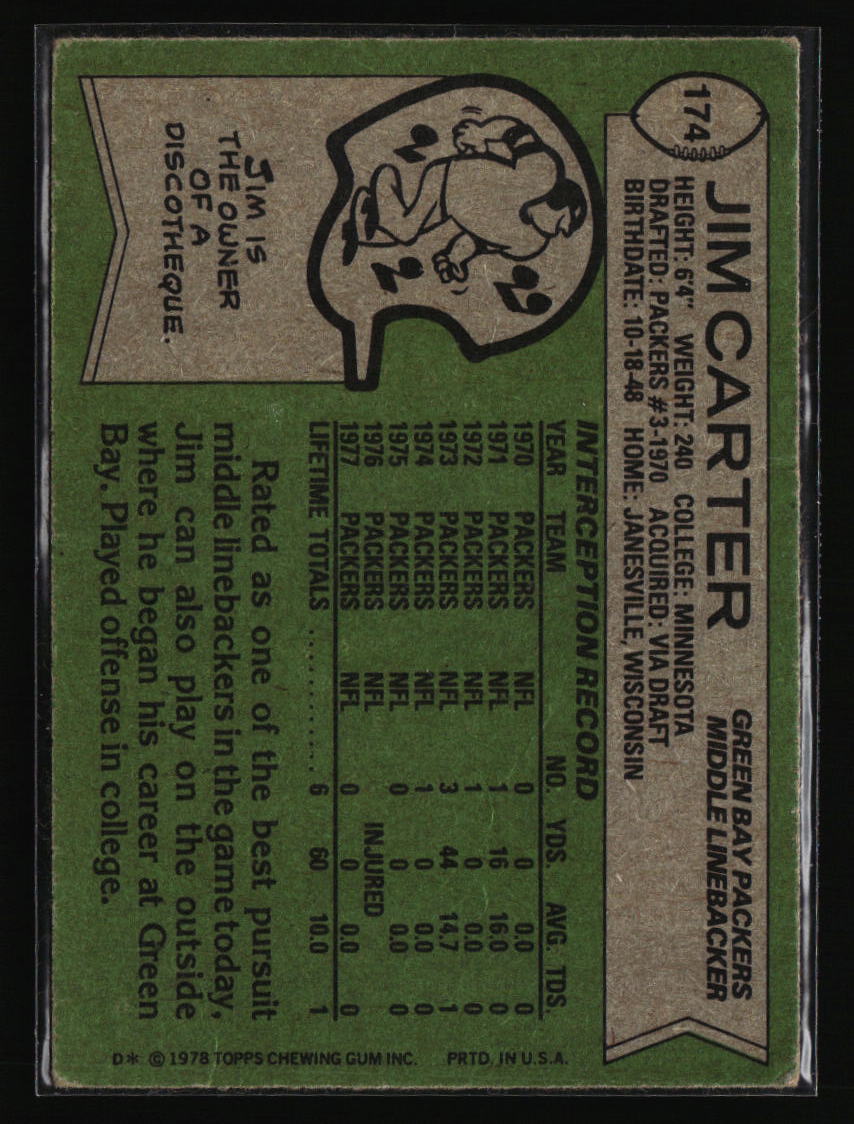 174
JIM CARTER
GREEN BAY PACKERS
MIDDLE LINEBACKER
HEIGHT: 6'4" WEIGHT: 240 COLLEGE: MINNESOTA
DRAFTED: PACKERS #3-1970 ACQUIRED: VIA DRAFT
BIRTHDATE: 10-18-48 HOME: JANESVILLE, WISCONSIN
JIM IS
THE OWNER
OF A
DISCOTHEQUE.
INTERCEPTION RECORD
YEAR TEAM NO. YDS. AVG. TDS.
1970 PACKERS NFL 0 0 0.0 0
1971 PACKERS NFL 1 16 16.0 0
1972 PACKERS NFL 1 0 0.0 0
1973 PACKERS NFL 3 44 14.7 1
1974 PACKERS NFL 1 0 0.0 0
1975 PACKERS NFL 0 0 0.0 0
1976 PACKERS NFL INJURED
1977 PACKERS NFL 0 0 0.0 0
LIFETIME TOTALS ............ 6 60 10.0 1
Rated as one of the best pursuit
middle linebackers in the game today,
Jim can also play on the outside
where he began his career at Green
Bay. Played offense in college.
D* © 1978 TOPPS CHEWING GUM INC. PRTD. IN U.S.A.